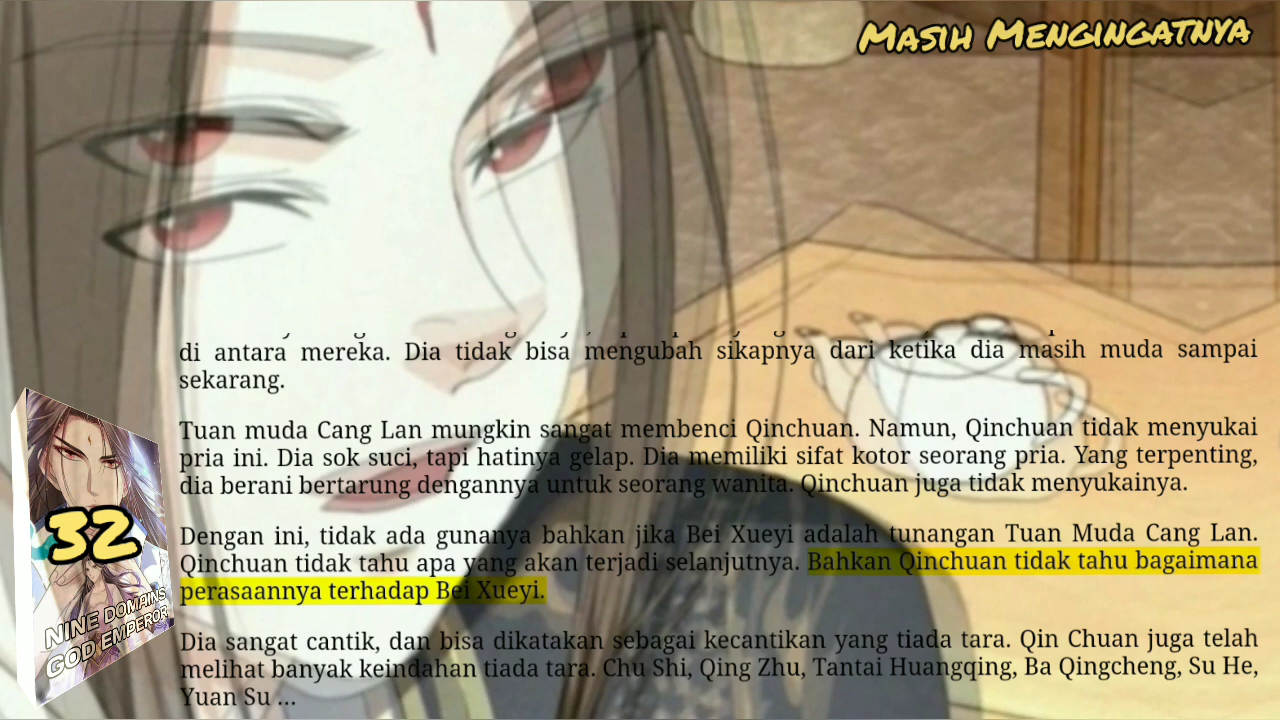 Masih Mengingatnya
di antara mereka. Dia tidak bisa mengubah sikapnya dari ketika dia masih muda sampai
sekarang.
Tuan muda Cang Lan mungkin sangat membenci Qinchuan. Namun, Qinchuan tidak menyukai
pria ini. Dia sok suci, tapi hatinya gelap. Dia memiliki sifat kotor seorang pria. Yang terpenting,
dia berani bertarung dengannya untuk seorang wanita. Qinchuan juga tidak menyukainya.
Dengan ini, tidak ada gunanya bahkan jika Bei Xueyi adalah tunangan Tuan Muda Cang Lan.
Qinchuan tidak tahu apa yang akan terjadi selanjutnya. Bahkan Qinchuan tidak tahu bagaimana
perasaannya terhadap Bei Xueyi.
Dia sangat cantik, dan bisa dikatakan sebagai kecantikan yang tiada tara. Qin Chuan juga telah
melihat banyak keindahan tiada tara. Chu Shi, Qing Zhu, Tantai Huangqing, Ba Qingcheng, Su He,
Yuan Su ...
32
NINE DOMAINS
GOD EMPEROR